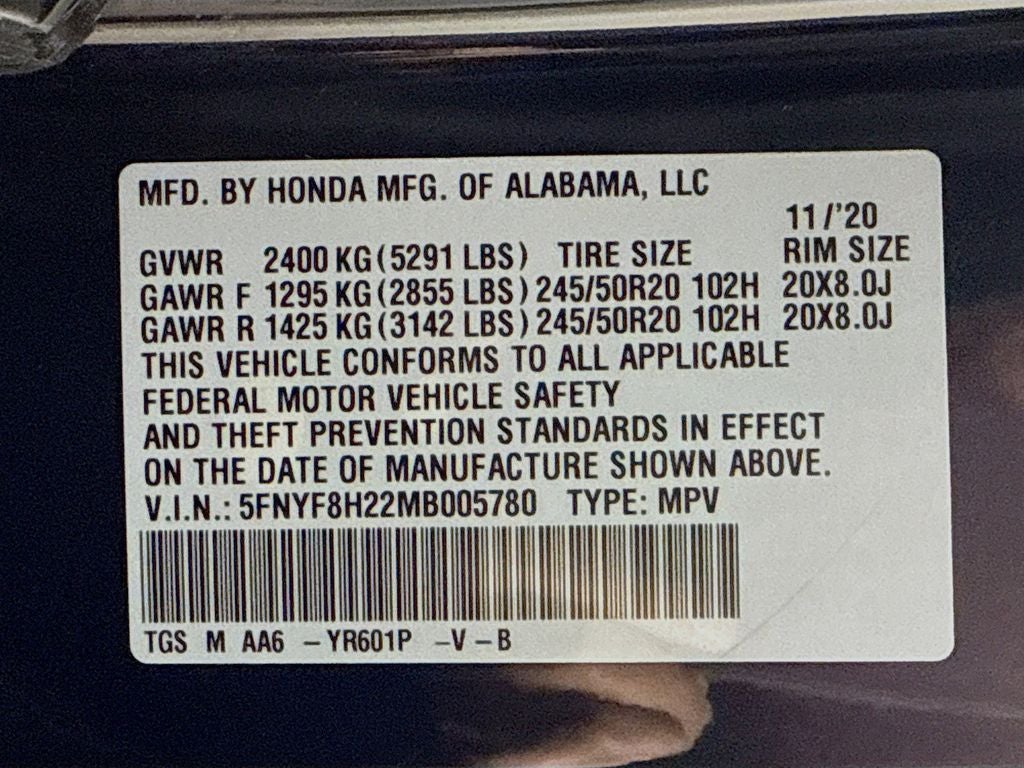 MFD. BY HONDA MFG. OF ALABAMA, LLC
11/'20
GVWR 2400 KG (5291 LBS) TIRE SIZE RIM SIZE
GAWR F 1295 KG (2855 LBS) 245/50R20 102H 20X8.0J
GAWR R 1425 KG (3142 LBS) 245/50R20 102H 20X8.0J
THIS VEHICLE CONFORMS TO ALL APPLICABLE
FEDERAL MOTOR VEHICLE SAFETY
AND THEFT PREVENTION STANDARDS IN EFFECT
ON THE DATE OF MANUFACTURE SHOWN ABOVE.
V.I.N.: 5FNYF8H22MB005780 TYPE: MPV
TGS M AA6 – YR601P – V – B